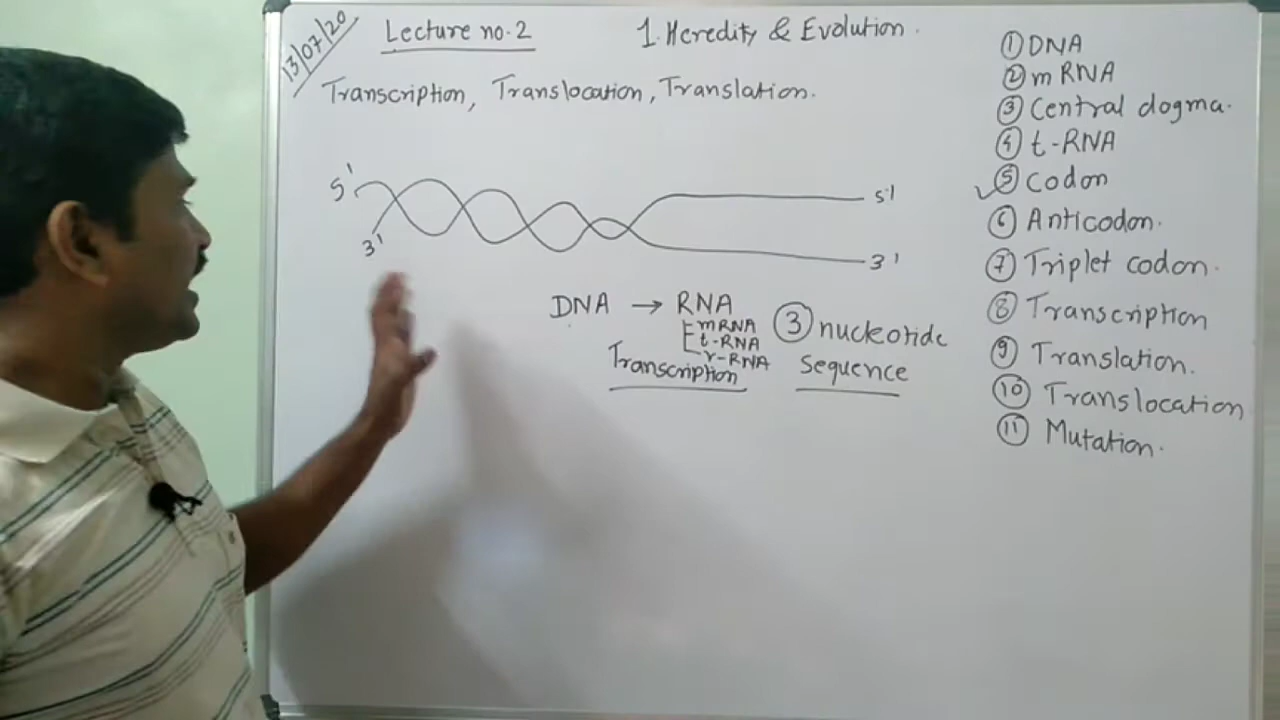 13/07/20
Lecture no. 2
1. Heredity & Evolution.
Transcription, Translocation, Translation.
5'
3'
5'
3'
DNA → RNA
mRNA
t-RNA
r-RNA
Transcription
③ nucleotide
Sequence
① DNA
② mRNA
③ Central dogma.
④ t-RNA
✓⑤ Codon
⑥ Anticodon.
⑦ Triplet codon.
⑧ Transcription
⑨ Translation.
⑩ Translocation
⑪ Mutation.